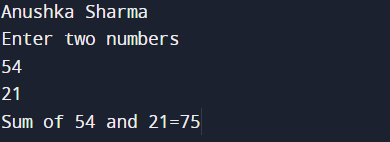 Anushka Sharma
Enter two numbers
54
21
Sum of 54 and 21=75